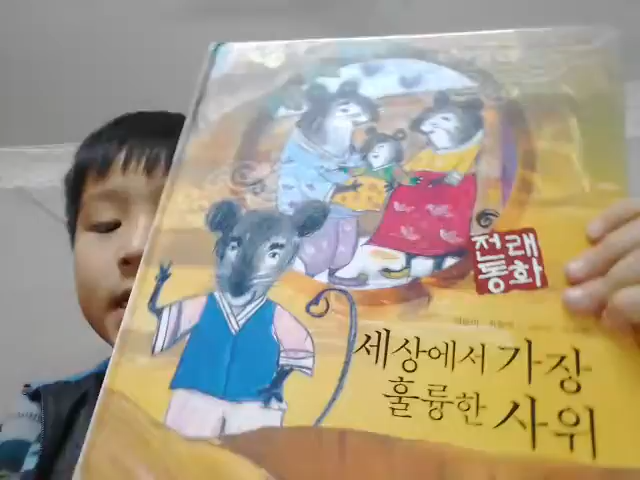 전래
동화
세상에서 가장
훌륭한 사위